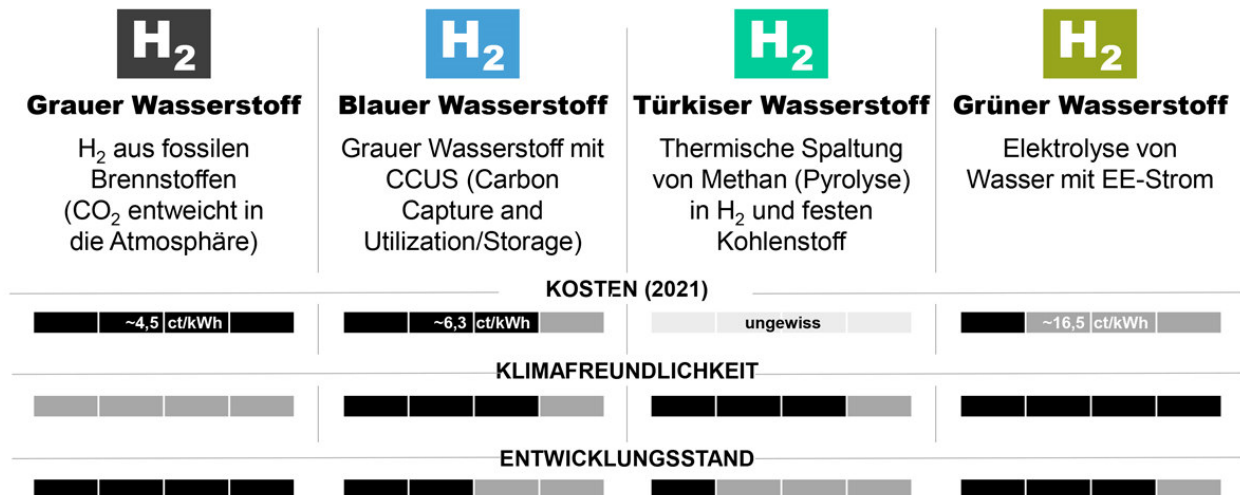 H2
Grauer Wasserstoff
H2 aus fossilen
Brennstoffen
(CO2 entweicht in
die Atmosphäre)
H2
Blauer Wasserstoff
Grauer Wasserstoff mit
CCUS (Carbon
Capture and
Utilization/Storage)
H2
Türkiser Wasserstoff
Thermische Spaltung
von Methan (Pyrolyse)
in H2 und festen
Kohlenstoff
H2
Grüner Wasserstoff
Elektrolyse von
Wasser mit EE-Strom
KOSTEN (2021)
~4,5 ct/kWh
~6,3 ct/kWh
ungewiss
~16,5 ct/kWh
KLIMAFREUNDLICHKEIT
ENTWICKLUNGSSTAND